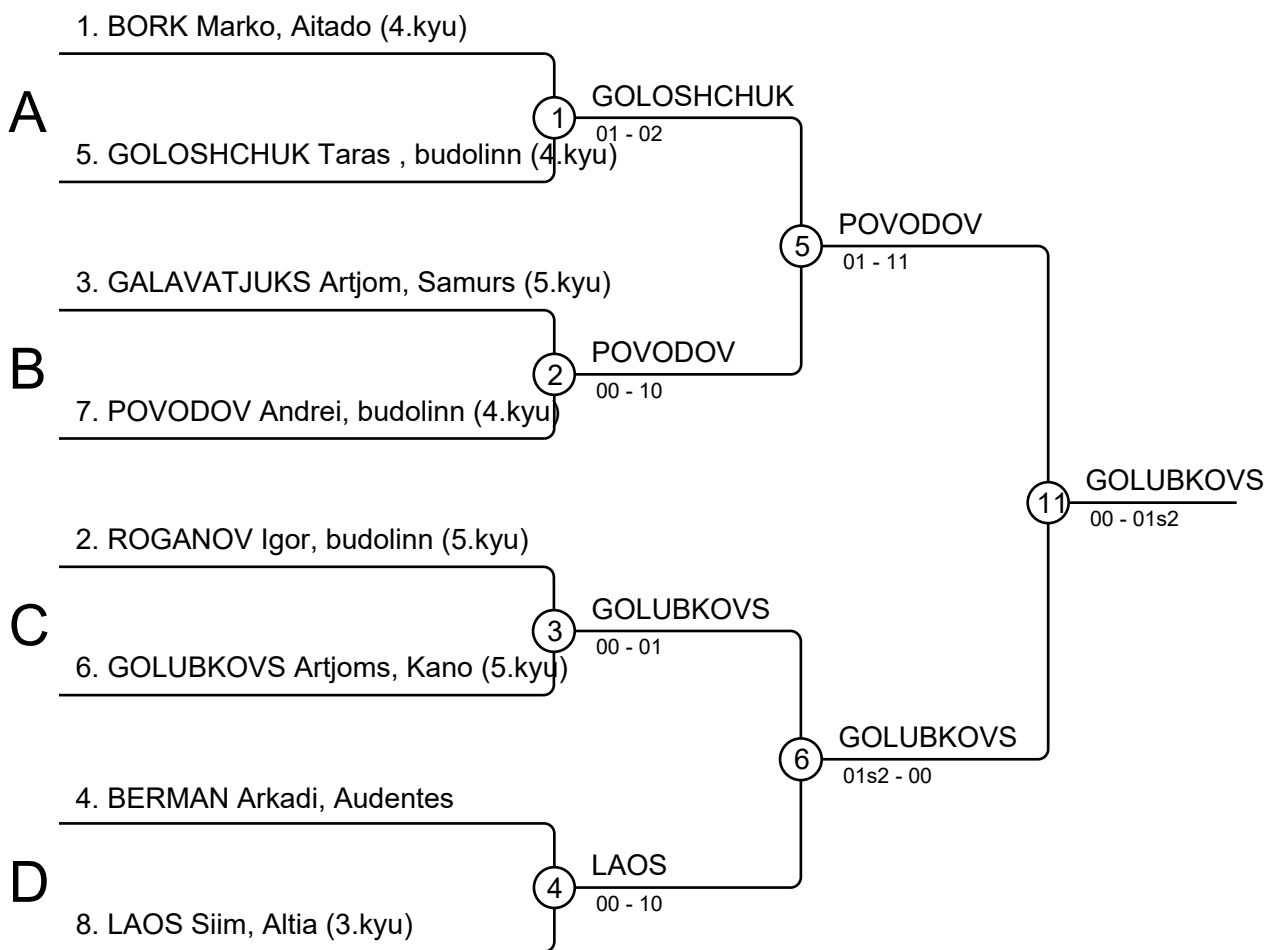 1. BORK Marko, Aitado (4.kyu)
A
1
GOLOSHCHUK
01 - 02
5. GOLOSHCHUK Taras , budolinn (4.kyu)
5
POVODOV
01 - 11
3. GALAVATJUKS Artjom, Samurs (5.kyu)
B
2
POVODOV
00 - 10
7. POVODOV Andrei, budolinn (4.kyu)
11
GOLUBKOVS
00 - 01s2
2. ROGANOV Igor, budolinn (5.kyu)
C
3
GOLUBKOVS
00 - 01
6. GOLUBKOVS Artjoms, Kano (5.kyu)
6
GOLUBKOVS
01s2 - 00
4. BERMAN Arkadi, Audentes
D
4
LAOS
00 - 10
8. LAOS Siim, Altia (3.kyu)